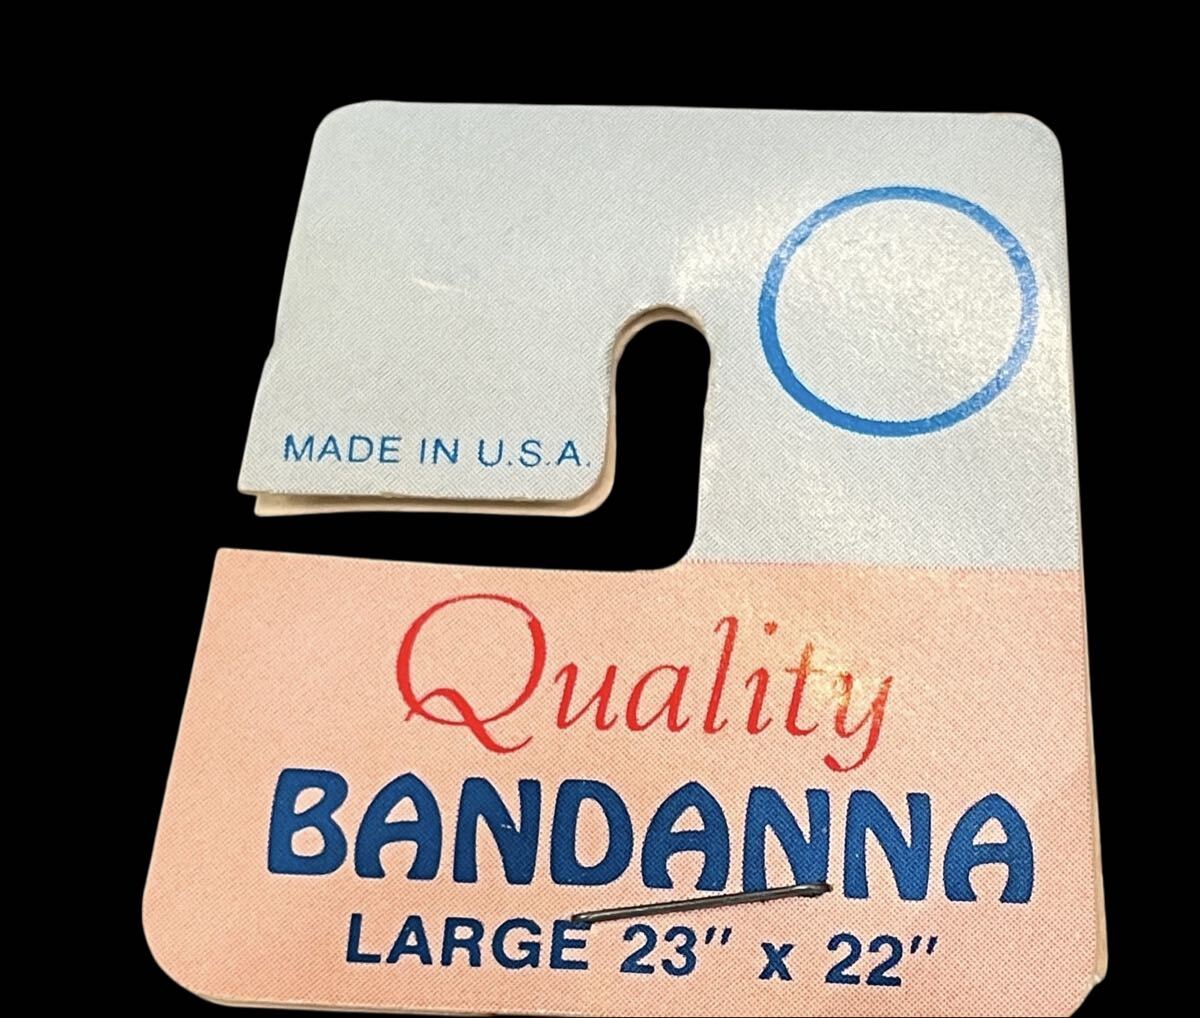 MADE IN U.S.A.
Quality
BANDANNA
LARGE 23" x 22"